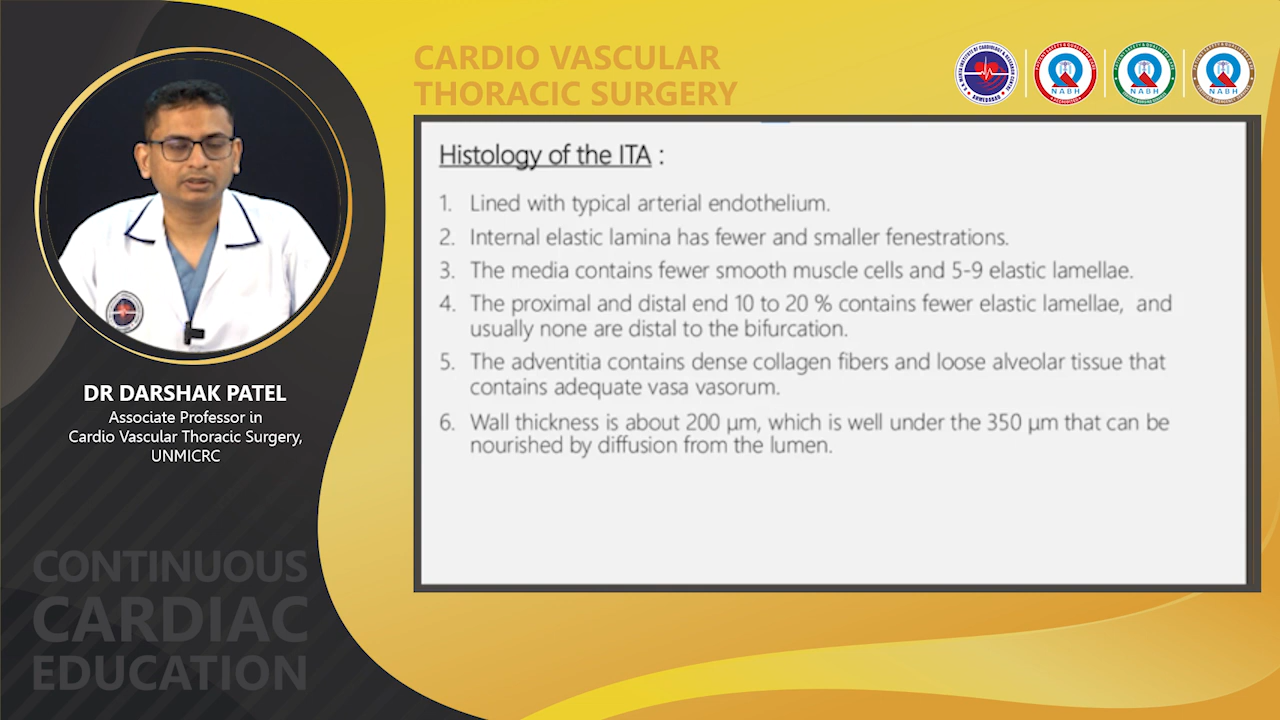 CARDIO VASCULAR
THORACIC SURGERY
NABH
NABH
NABH
Histology of the ITA :
1. Lined with typical arterial endothelium.
2. Internal elastic lamina has fewer and smaller fenestrations.
3. The media contains fewer smooth muscle cells and 5-9 elastic lamellae.
4. The proximal and distal end 10 to 20 % contains fewer elastic lamellae, and
usually none are distal to the bifurcation.
5. The adventitia contains dense collagen fibers and loose alveolar tissue that
contains adequate vasa vasorum.
6. Wall thickness is about 200 µm, which is well under the 350 µm that can be
nourished by diffusion from the lumen.
DR DARSHAK PATEL
Associate Professor in
Cardio Vascular Thoracic Surgery,
UNMICRC
CONTINUOUS
CARDIAC
EDUCATION